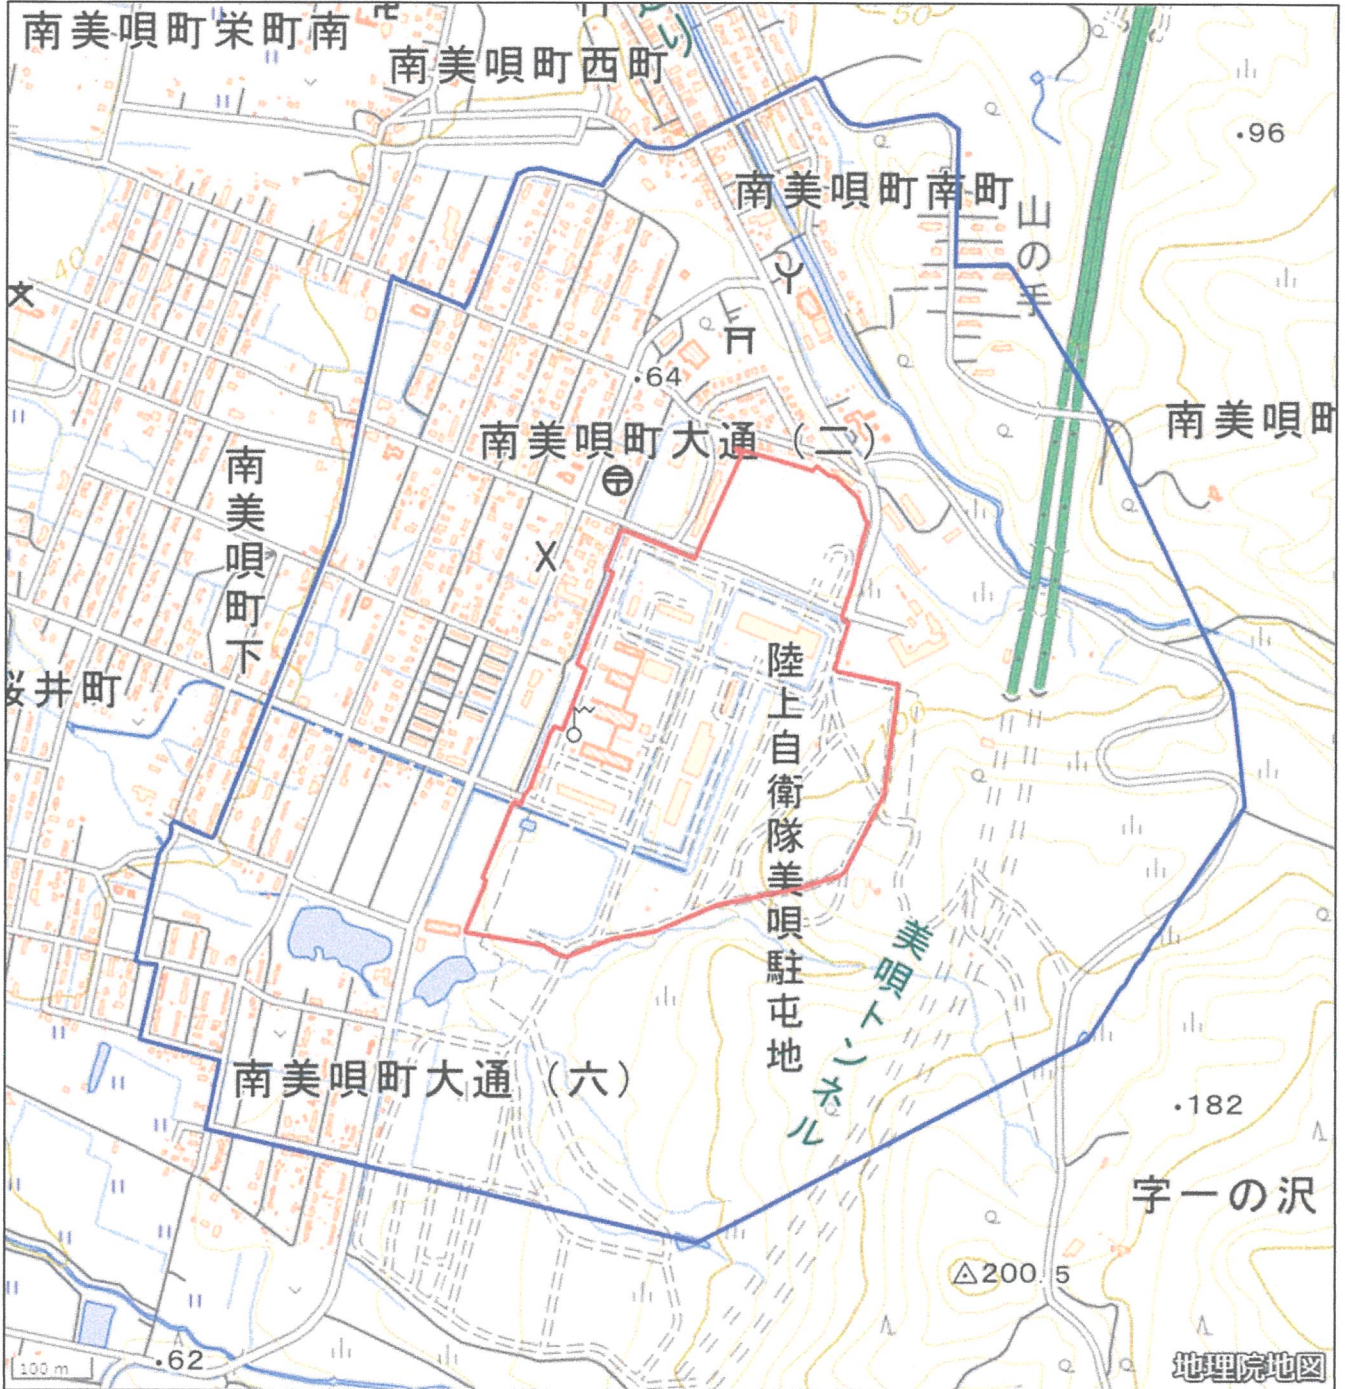 南美唄町栄町南
南美唄町西町
50
・96
南美唄町南町
山の手
40
・64
南美唄町
南美唄町大通（二）
南美唄町下
井町
陸上自衛隊美唄駐屯地
美唄トンネル
南美唄町大通（六）
・182
字一の沢
200.5
・62
100 m
地理院地図